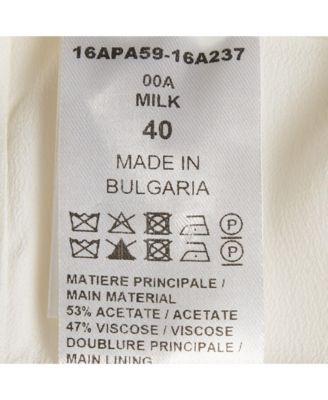 16APA59-16A237
00A
MILK
40
MADE IN
BULGARIA
MATIERE PRINCIPALE /
MAIN MATERIAL
53% ACETATE / ACETATE
47% VISCOSE / VISCOSE
DOUBLURE PRINCIPALE /
MAIN LINING